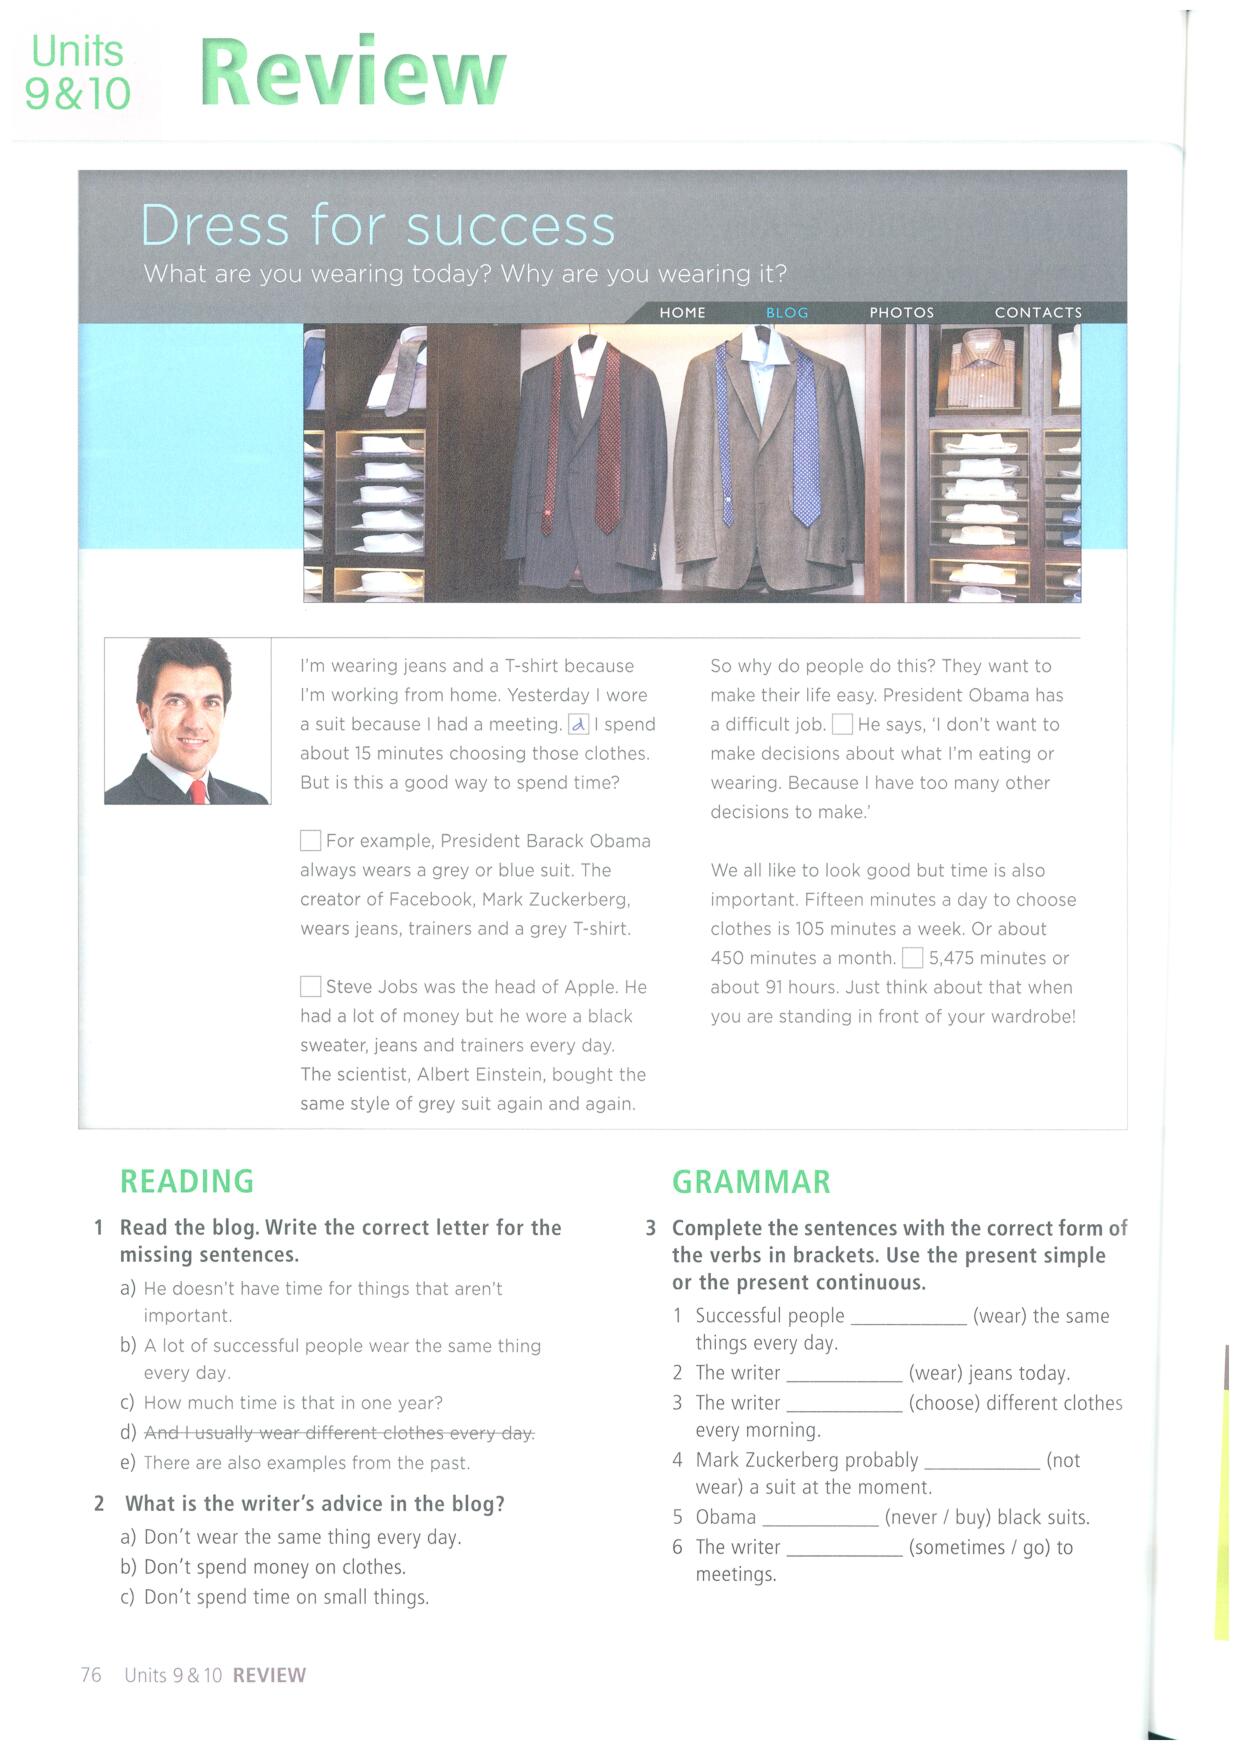 Units
9&10
Review
Dress for success
What are you wearing today? Why are you wearing it?
HOME BLOG PHOTOS CONTACTS
I'm wearing jeans and a T-shirt because
I'm working from home. Yesterday I wore
a suit because I had a meeting. d I spend
about 15 minutes choosing those clothes.
But is this a good way to spend time?
For example, President Barack Obama
always wears a grey or blue suit. The
creator of Facebook, Mark Zuckerberg,
wears jeans, trainers and a grey T-shirt.
Steve Jobs was the head of Apple. He
had a lot of money but he wore a black
sweater, jeans and trainers every day.
The scientist, Albert Einstein, bought the
same style of grey suit again and again.
So why do people do this? They want to
make their life easy. President Obama has
a difficult job. He says, 'I don't want to
make decisions about what I'm eating or
wearing. Because I have too many other
decisions to make.'
We all like to look good but time is also
important. Fifteen minutes a day to choose
clothes is 105 minutes a week. Or about
450 minutes a month. 5,475 minutes or
about 91 hours. Just think about that when
you are standing in front of your wardrobe!
READING
1 Read the blog. Write the correct letter for the
missing sentences.
a) He doesn't have time for things that aren't
important.
b) A lot of successful people wear the same thing
every day.
c) How much time is that in one year?
d) And I usually wear different clothes every day.
e) There are also examples from the past.
2 What is the writer's advice in the blog?
a) Don't wear the same thing every day.
b) Don't spend money on clothes.
c) Don't spend time on small things.
GRAMMAR
3 Complete the sentences with the correct form of
the verbs in brackets. Use the present simple
or the present continuous.
1 Successful people ____________ (wear) the same
things every day.
2 The writer ____________ (wear) jeans today.
3 The writer ____________ (choose) different clothes
every morning.
4 Mark Zuckerberg probably ____________ (not
wear) a suit at the moment.
5 Obama ____________ (never / buy) black suits.
6 The writer ____________ (sometimes / go) to
meetings.
76 Units 9 & 10 REVIEW